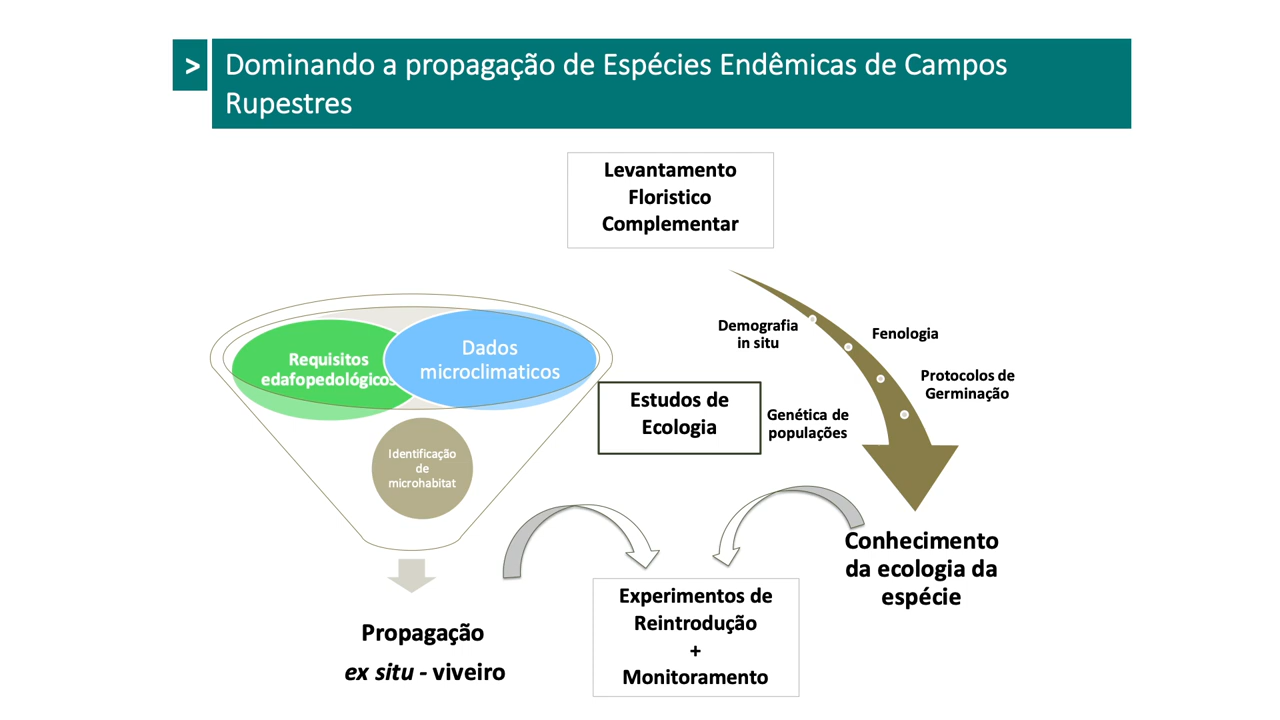 >
Dominando a propagação de Espécies Endêmicas de Campos
Rupestres
Levantamento
Floristico
Complementar
Requisitos
edafopedológicos
Dados
microclimaticos
Identificação
de
microhabitat
Propagação
ex situ - viveiro
Estudos de
Ecologia
Demografia
in situ
Fenologia
Protocolos de
Germinação
Genética de
populações
Conhecimento
da ecologia da
espécie
Experimentos de
Reintrodução
+
Monitoramento